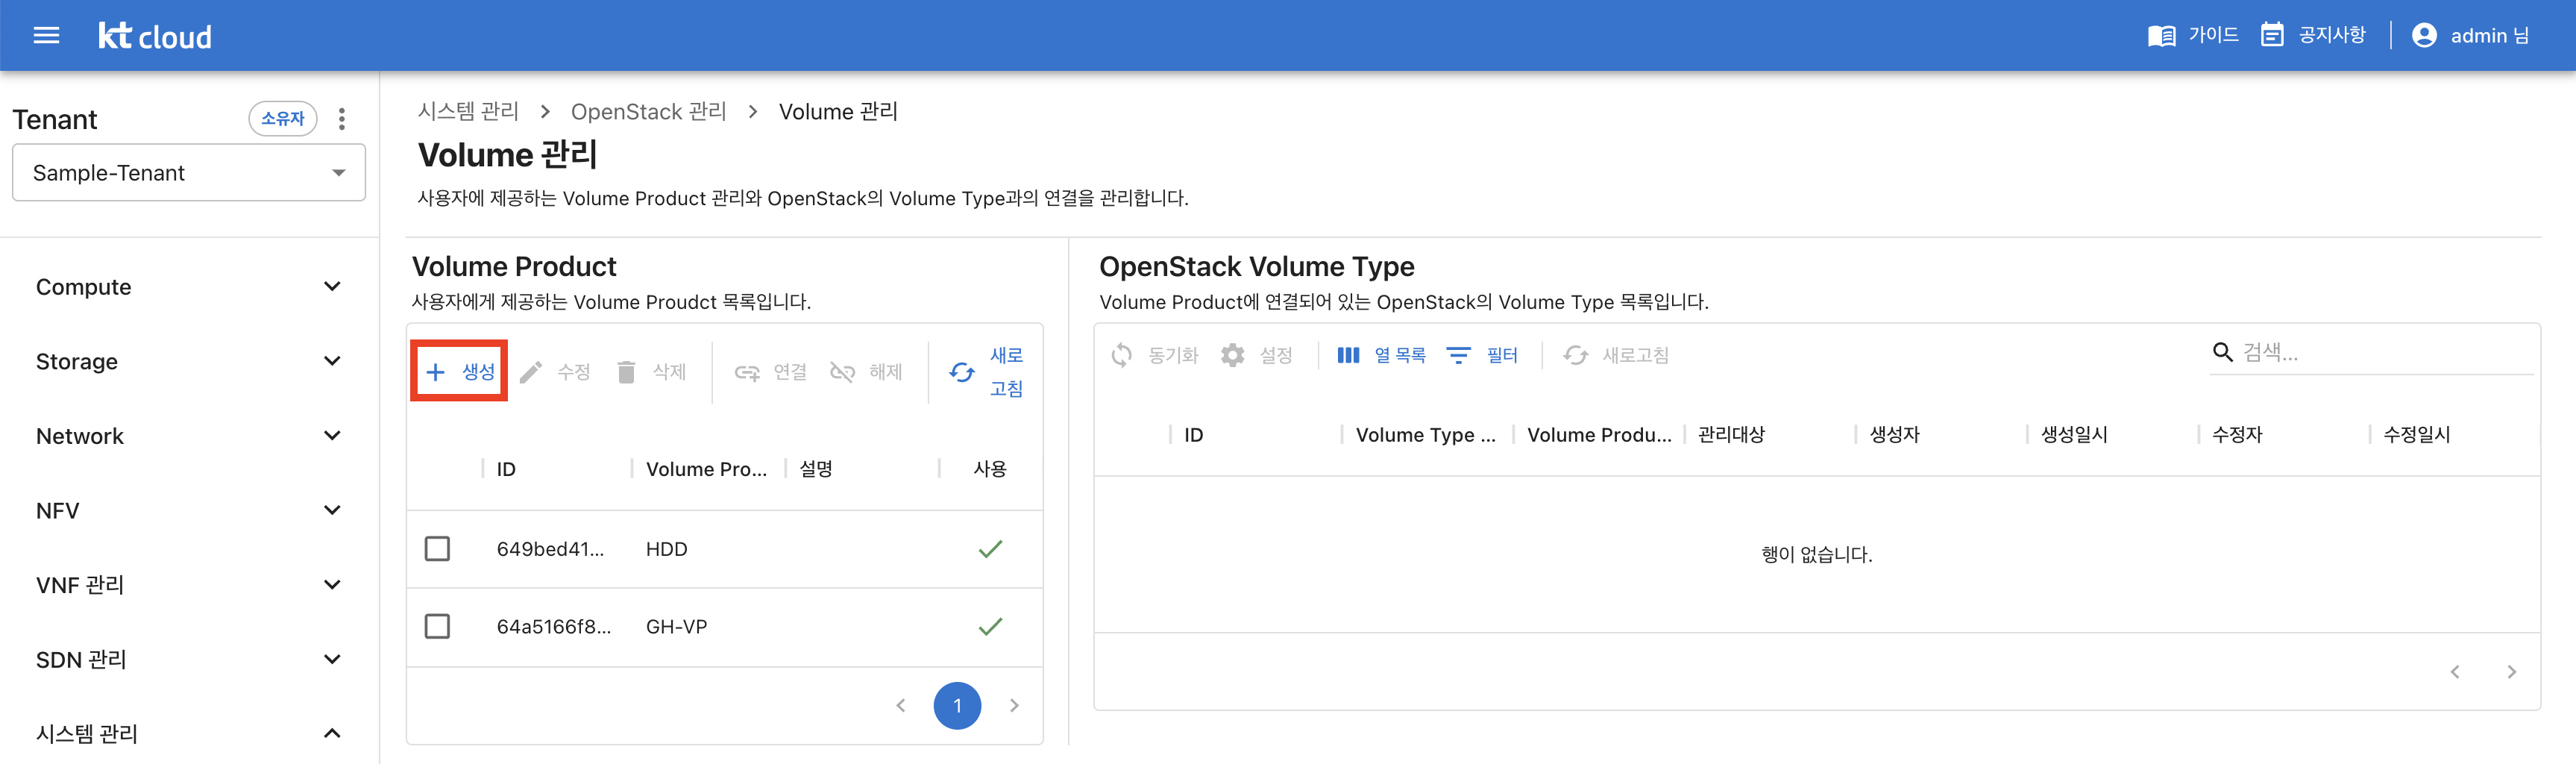 kt cloud
가이드
공지사항
admin 님
Tenant
소유자
Sample-Tenant
Compute
Storage
Network
NFV
VNF 관리
SDN 관리
시스템 관리
시스템 관리 > OpenStack 관리 > Volume 관리
Volume 관리
사용자에 제공하는 Volume Product 관리와 OpenStack의 Volume Type과의 연결을 관리합니다.
Volume Product
사용자에게 제공하는 Volume Proudct 목록입니다.
+ 생성 수정 삭제 연결 해제 새로
고침
ID Volume Pro... 설명 사용
649bed41... HDD
64a5166f8... GH-VP
1
OpenStack Volume Type
Volume Product에 연결되어 있는 OpenStack의 Volume Type 목록입니다.
동기화 설정 열 목록 필터 새로고침 검색...
ID Volume Type ... Volume Produ... 관리대상 생성자 생성일시 수정자 수정일시
행이 없습니다.